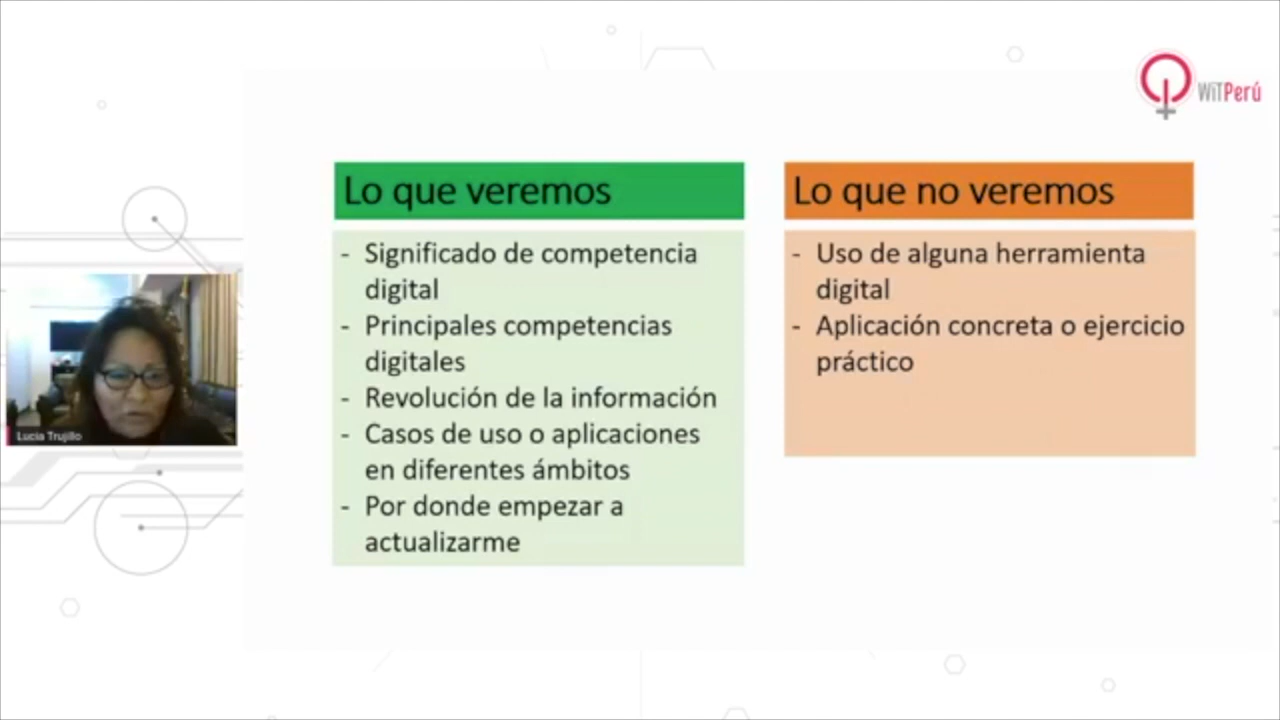 WiTPerú
Lo que veremos
- Significado de competencia
digital
- Principales competencias
digitales
- Revolución de la información
- Casos de uso o aplicaciones
en diferentes ámbitos
- Por donde empezar a
actualizarme
Lo que no veremos
- Uso de alguna herramienta
digital
- Aplicación concreta o ejercicio
práctico
Lucia Trujillo